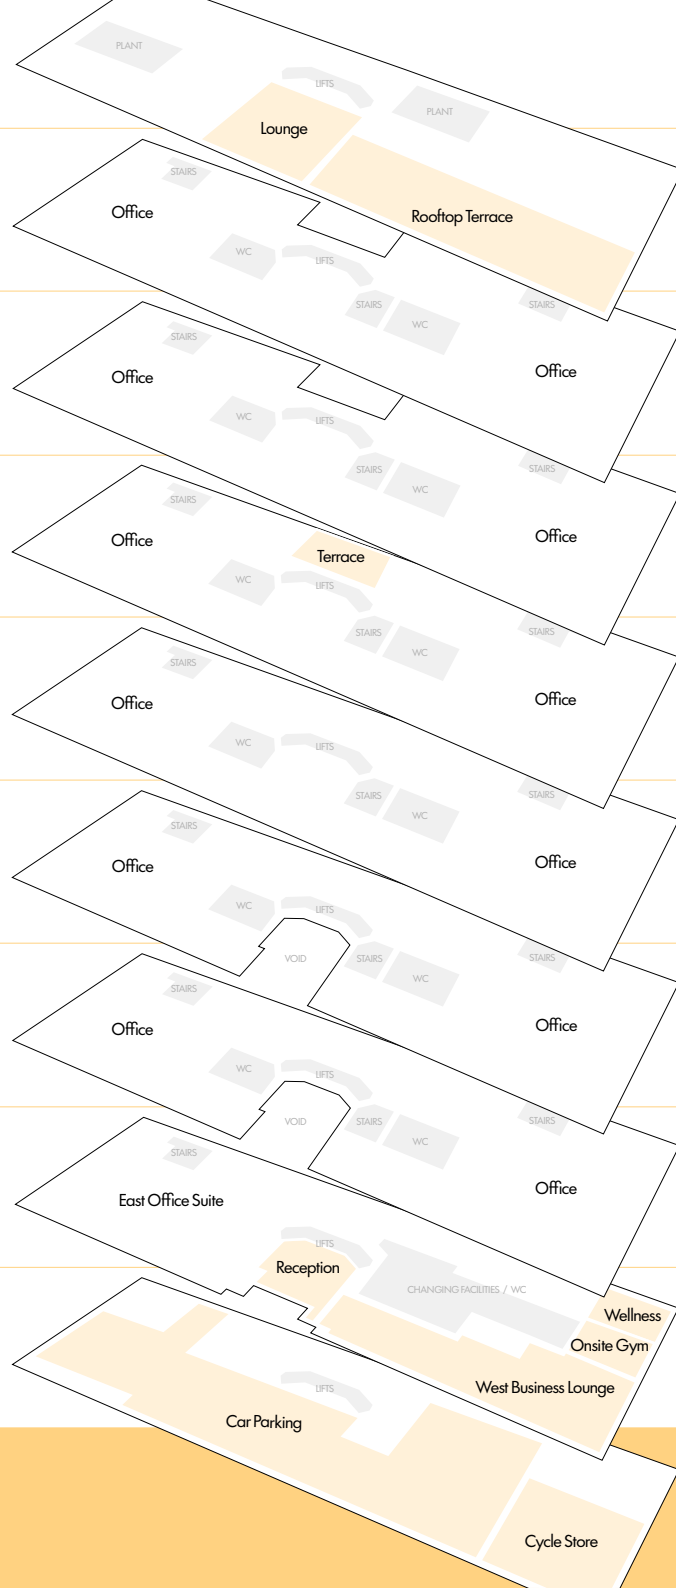 PLANT
LIFTS
PLANT
Lounge
Rooftop Terrace
STAIRS
Office
WC
LIFTS
STAIRS
WC
STAIRS
Office
STAIRS
Office
WC
LIFTS
STAIRS
WC
STAIRS
Office
STAIRS
Office
Terrace
WC
LIFTS
STAIRS
WC
STAIRS
Office
STAIRS
Office
WC
LIFTS
STAIRS
WC
STAIRS
Office
STAIRS
Office
WC
LIFTS
VOID
STAIRS
WC
STAIRS
Office
STAIRS
Office
WC
LIFTS
VOID
STAIRS
WC
STAIRS
Office
STAIRS
East Office Suite
LIFTS
Reception
CHANGING FACILITIES / WC
Wellness
Onsite Gym
West Business Lounge
LIFTS
Car Parking
Cycle Store